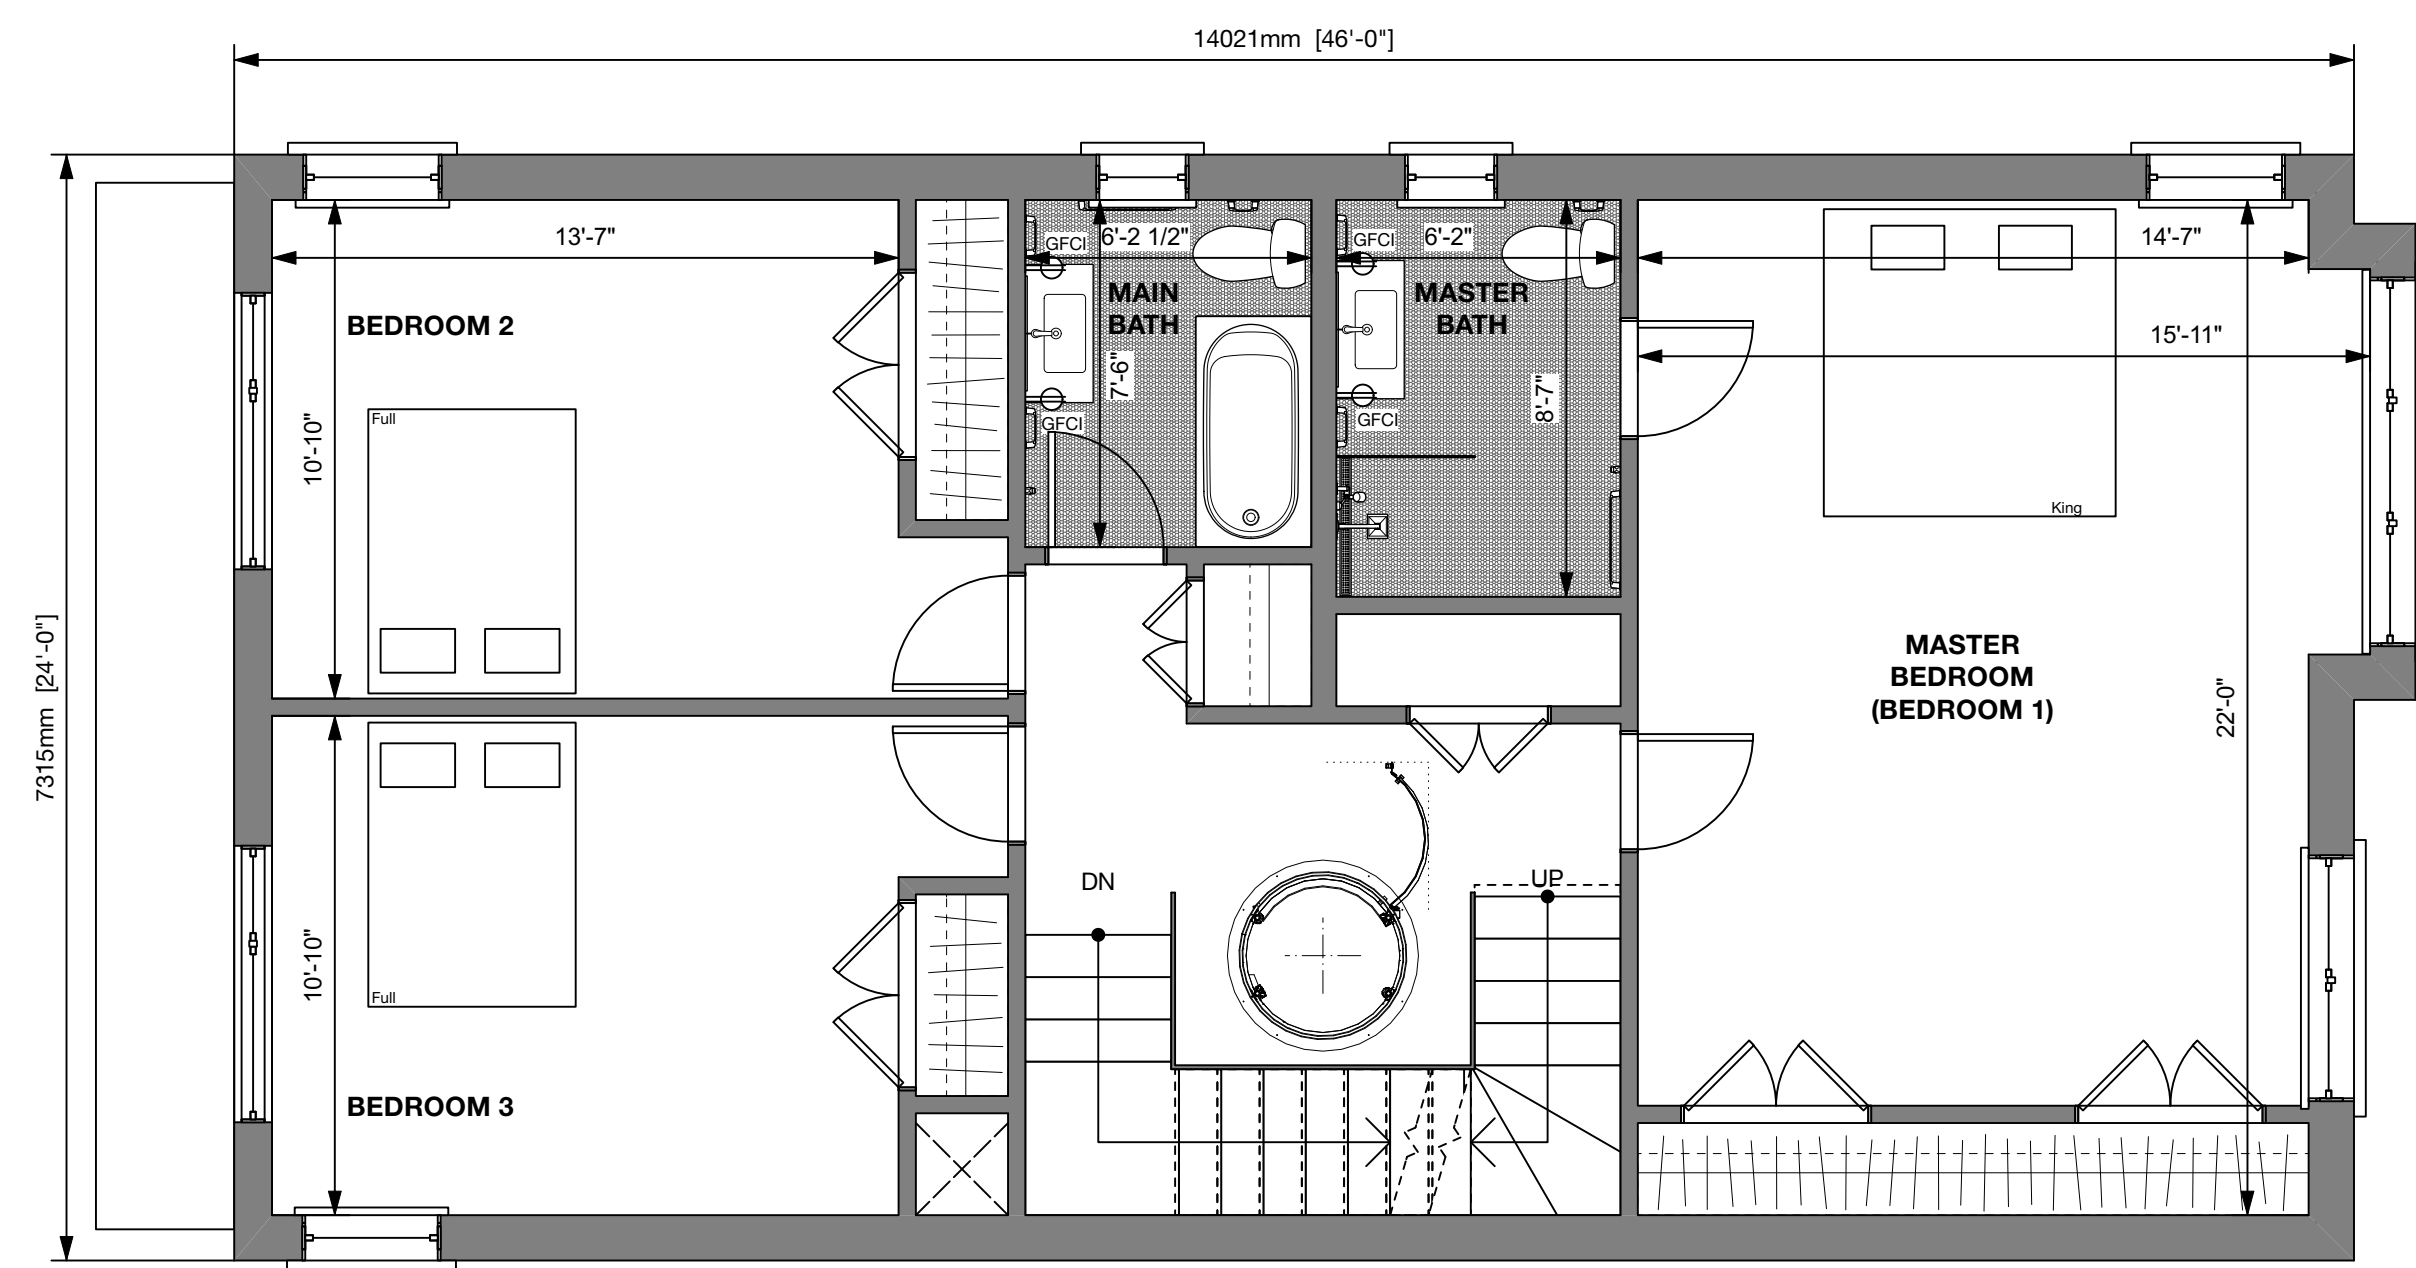 14021mm [46'-0"]
7315mm [24'-0"]
13'-7"
BEDROOM 2
10'-10"
Full
GFCI
6'-2 1/2"
MAIN
BATH
7'-6"
GFCI
GFCI
6'-2"
MASTER
BATH
8'-7"
GFCI
14'-7"
15'-11"
King
MASTER
BEDROOM
(BEDROOM 1)
22'-0"
10'-10"
Full
BEDROOM 3
DN
UP